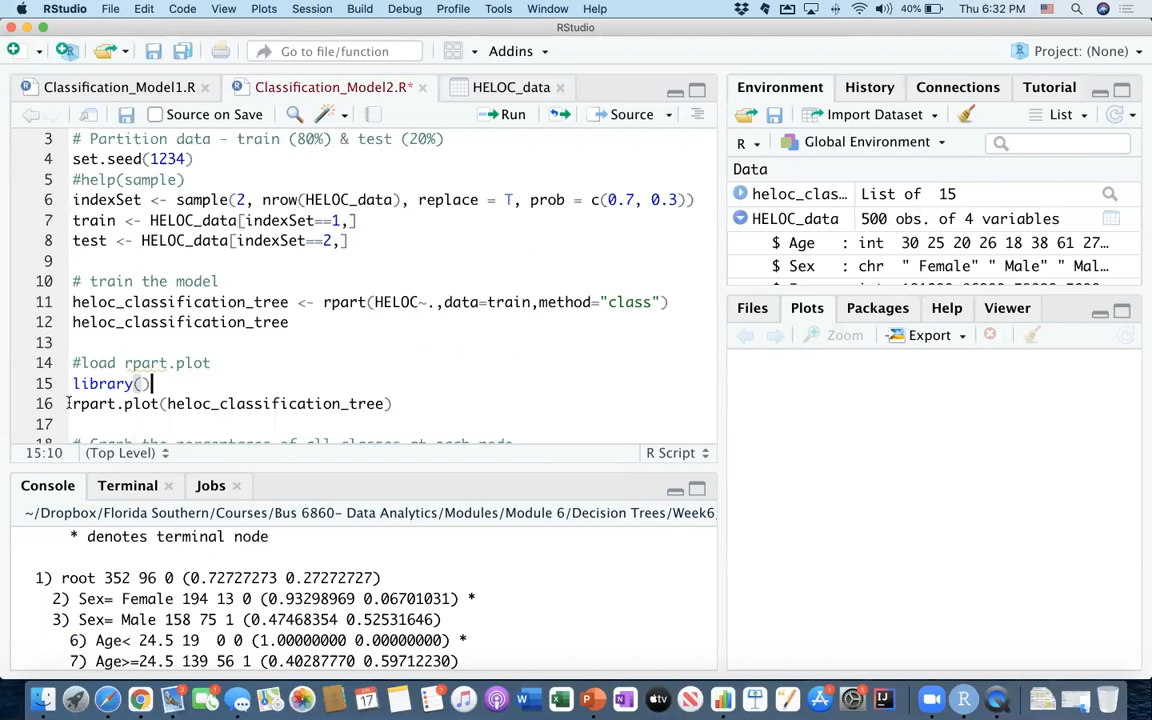 RStudio File Edit Code View Plots Session Build Debug Profile Tools Window Help 40% Thu 6:32 PM
RStudio
Go to file/function Addins Project: (None)
Classification_Model1.R Classification_Model2.R* HELOC_data
Source on Save Run Source
3 # Partition data - train (80%) & test (20%)
4 set.seed(1234)
5 #help(sample)
6 indexSet <- sample(2, nrow(HELOC_data), replace = T, prob = c(0.7, 0.3))
7 train <- HELOC_data[indexSet==1,]
8 test <- HELOC_data[indexSet==2,]
9
10 # train the model
11 heloc_classification_tree <- rpart(HELOC~.,data=train,method="class")
12 heloc_classification_tree
13
14 #load rpart.plot
15 library()
16 rpart.plot(heloc_classification_tree)
17
18 # Graph the percentages of all classes at each node
15:10 (Top Level) R Script
Console Terminal Jobs
~/Dropbox/Florida Southern/Courses/Bus 6860- Data Analytics/Modules/Module 6/Decision Trees/Week6
* denotes terminal node
1) root 352 96 0 (0.72727273 0.27272727)
2) Sex= Female 194 13 0 (0.93298969 0.06701031) *
3) Sex= Male 158 75 1 (0.47468354 0.52531646)
6) Age< 24.5 19 0 0 (1.00000000 0.00000000) *
7) Age>=24.5 139 56 1 (0.40287770 0.59712230)
Environment History Connections Tutorial
Import Dataset List
R Global Environment
Data
heloc_clas… List of 15
HELOC_data 500 obs. of 4 variables
$ Age : int 30 25 20 26 18 38 61 27…
$ Sex : chr " Female" " Male" " Mal…
Files Plots Packages Help Viewer
Zoom Export